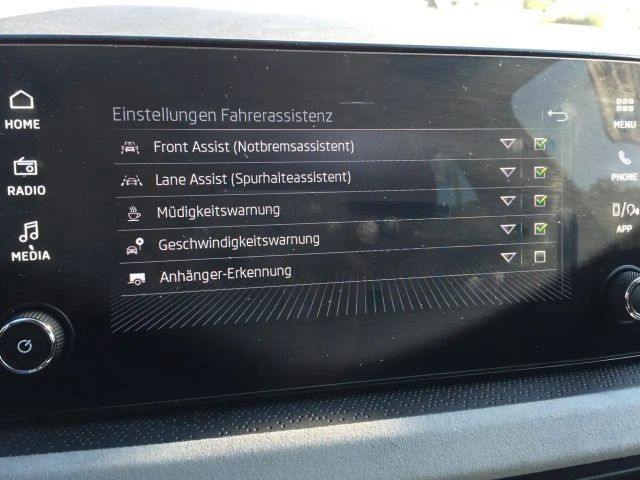 Einstellungen Fahrerassistenz
HOME
Front Assist (Notbremsassistent)
MENU
Lane Assist (Spurhalteassistent)
RADIO
PHONE
Müdigkeitswarnung
Geschwindigkeitswarnung
MEDIA
APP
Anhänger-Erkennung